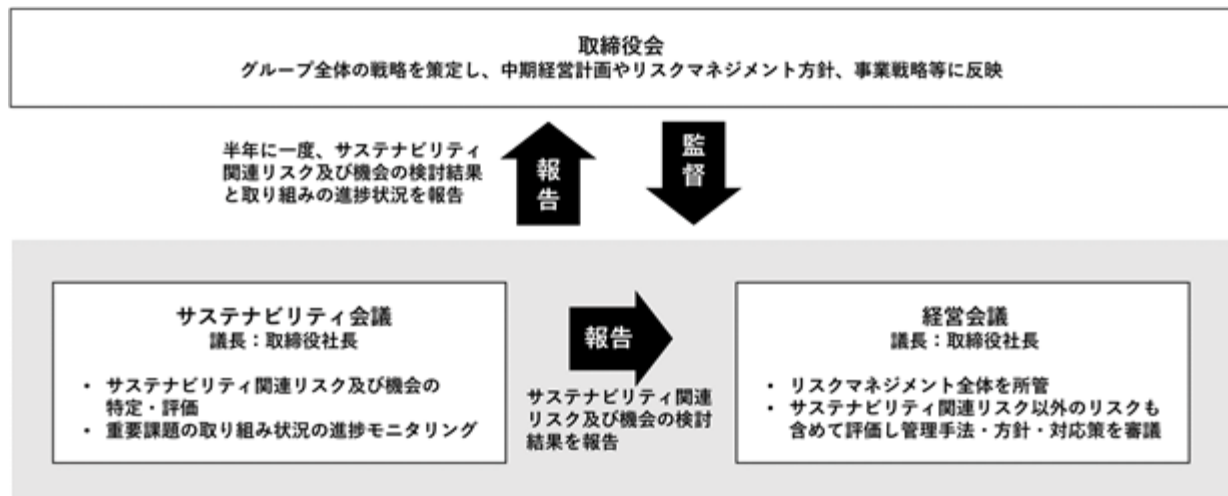 取締役会
グループ全体の戦略を策定し、中期経営計画やリスクマネジメント方針、事業戦略等に反映
半年に一度、サステナビリティ
関連リスク及び機会の検討結果
と取り組みの進捗状況を報告
報告
監督
サステナビリティ会議
議長：取締役社長
• サステナビリティ関連リスク及び機会の
特定・評価
• 重要課題の取り組み状況の進捗モニタリング
報告
サステナビリティ関連
リスク及び機会の検討
結果を報告
経営会議
議長：取締役社長
• リスクマネジメント全体を所管
• サステナビリティ関連リスク以外のリスクも
含めて評価し管理手法・方針・対応策を審議